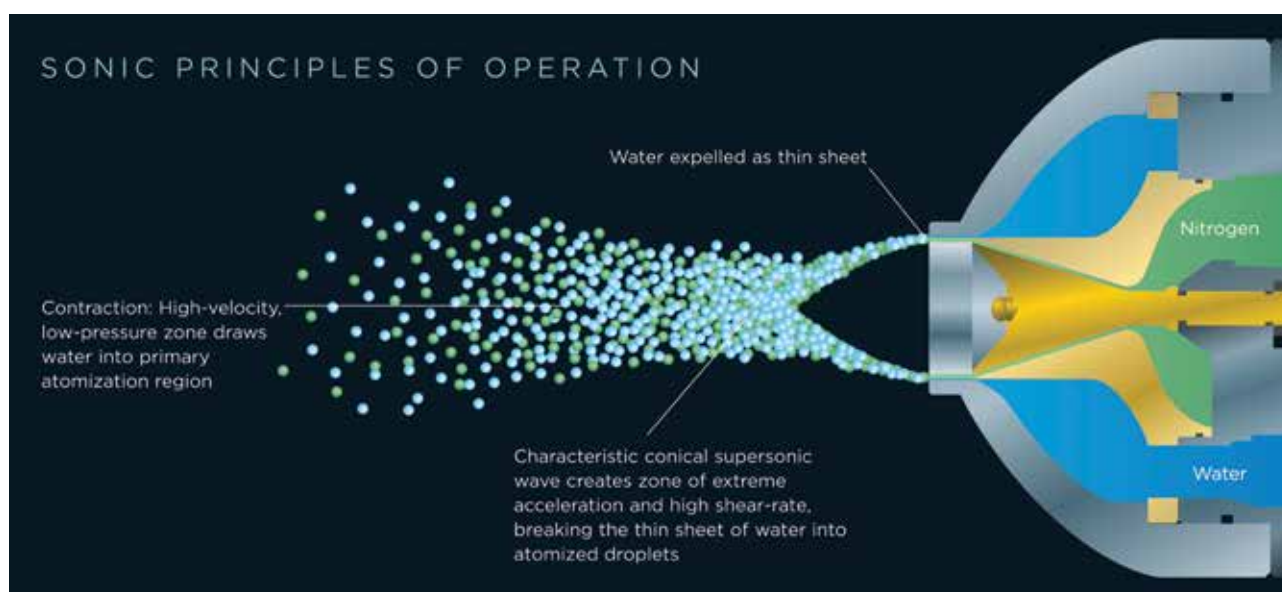 SONIC PRINCIPLES OF OPERATION
Water expelled as thin sheet
Nitrogen
Contraction: High-velocity,
low-pressure zone draws
water into primary
atomization region
Characteristic conical supersonic
wave creates zone of extreme
acceleration and high shear-rate,
breaking the thin sheet of water into
atomized droplets
Water